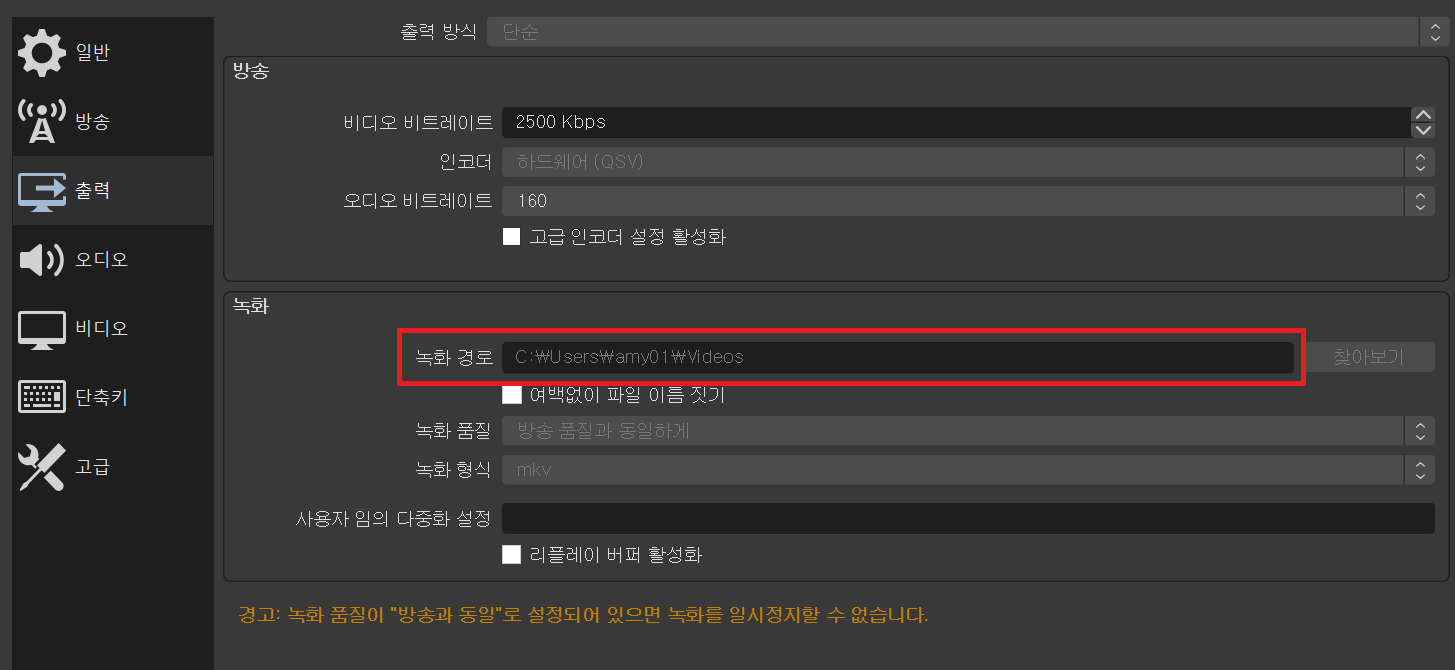 일반
방송
출력
오디오
비디오
단축키
고급
출력 방식 단순
방송
비디오 비트레이트 2500 Kbps
인코더 하드웨어 (QSV)
오디오 비트레이트 160
고급 인코더 설정 활성화
녹화
녹화 경로 C:₩Users₩amy01₩Videos 찾아보기
여백없이 파일 이름 짓기
녹화 품질 방송 품질과 동일하게
녹화 형식 mkv
사용자 임의 다중화 설정
리플레이 버퍼 활성화
경고: 녹화 품질이 "방송과 동일"로 설정되어 있으면 녹화를 일시정지할 수 없습니다.